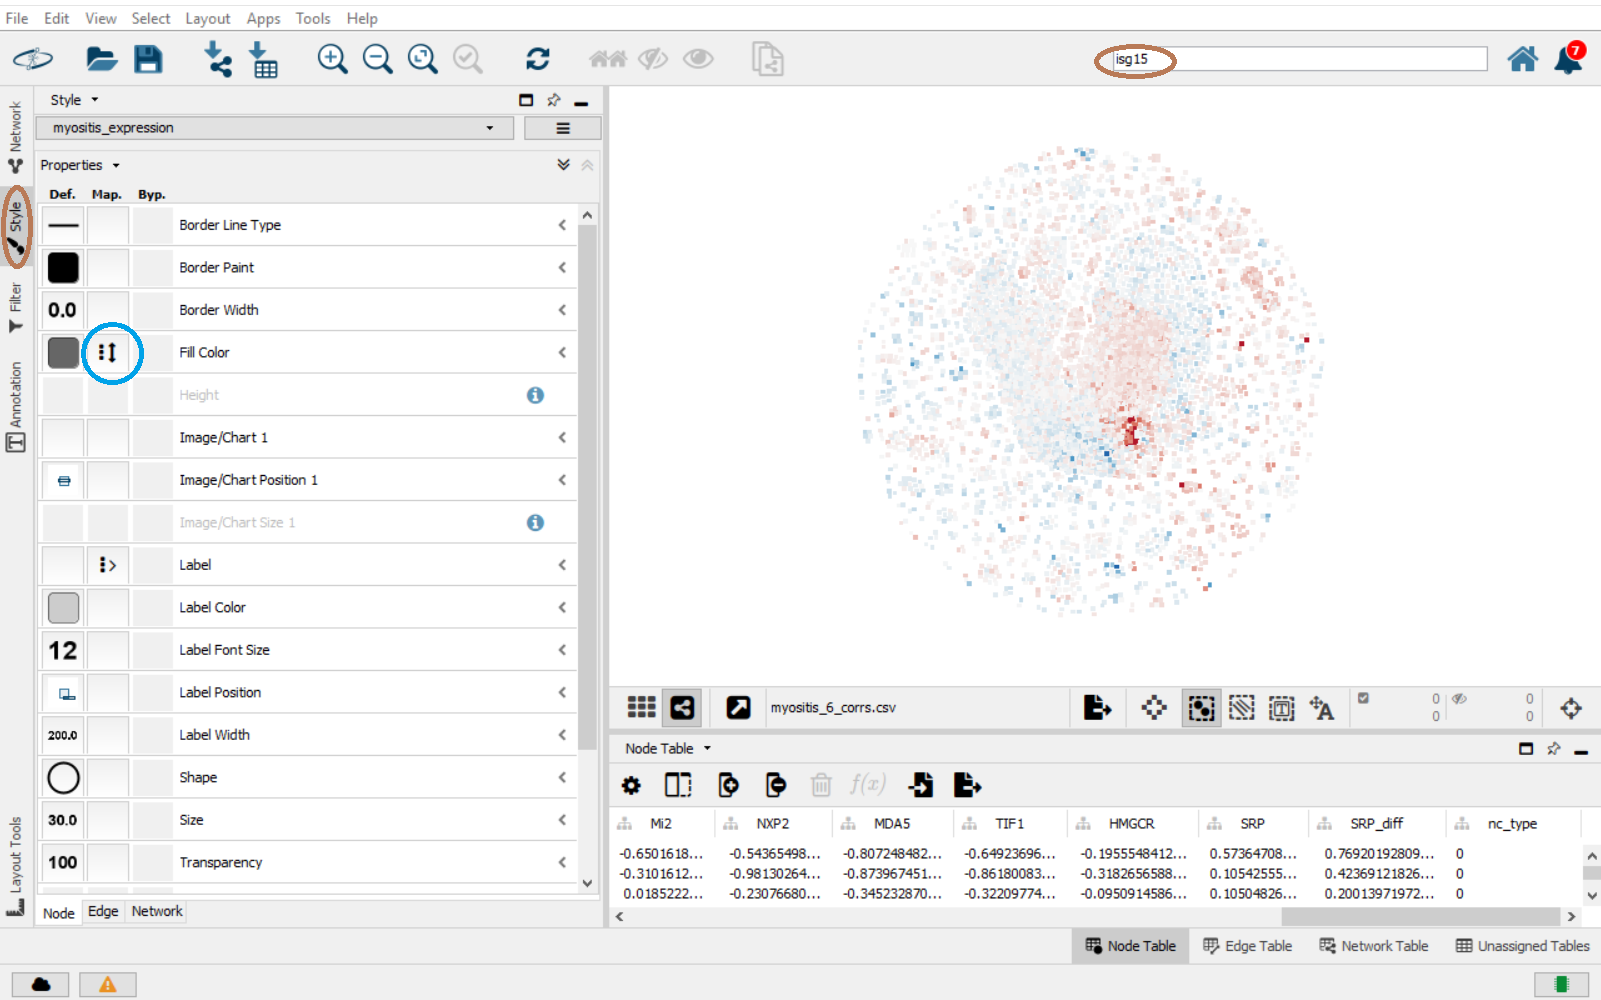 File Edit View Select Layout Apps Tools Help
isg15
7
Network
Style
Filter
Annotation
Layout Tools
Style
myositis_expression
Properties
Def. Map. Byp.
Border Line Type
Border Paint
0.0 Border Width
Fill Color
Height
Image/Chart 1
Image/Chart Position 1
Image/Chart Size 1
Label
Label Color
12 Label Font Size
Label Position
200.0 Label Width
Shape
30.0 Size
100 Transparency
Node Edge Network
myositis_6_corrs.csv
0 0
0 0
Node Table
f(x)
Mi2 NXP2 MDA5 TIF1 HMGCR SRP SRP_diff nc_type
-0.6501618... -0.54365498... -0.807248482... -0.64923696... -0.1955548412... 0.57364708... 0.76920192809... 0
-0.3101612... -0.98130264... -0.873967451... -0.86180083... -0.3182656588... 0.10542555... 0.42369121826... 0
0.0185222... -0.23076680... -0.345232870... -0.32209774... -0.0950914586... 0.10504826... 0.20013971972... 0
Node Table Edge Table Network Table Unassigned Tables